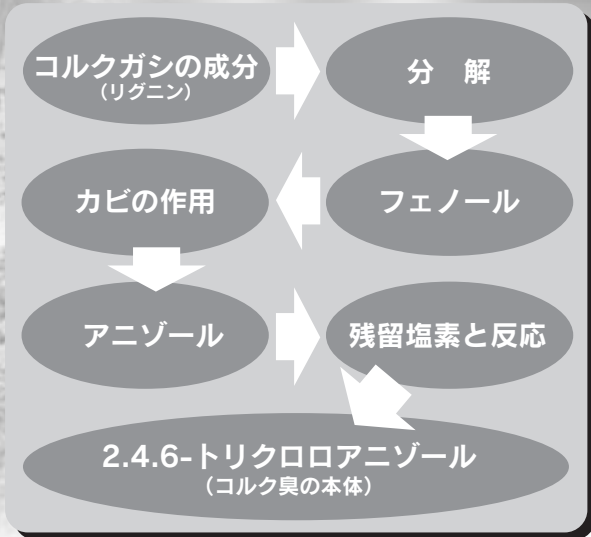 コルクガシの成分
（リグニン）
分　解
フェノール
カビの作用
アニゾール
残留塩素と反応
2.4.6-トリクロロアニゾール
（コルク臭の本体）